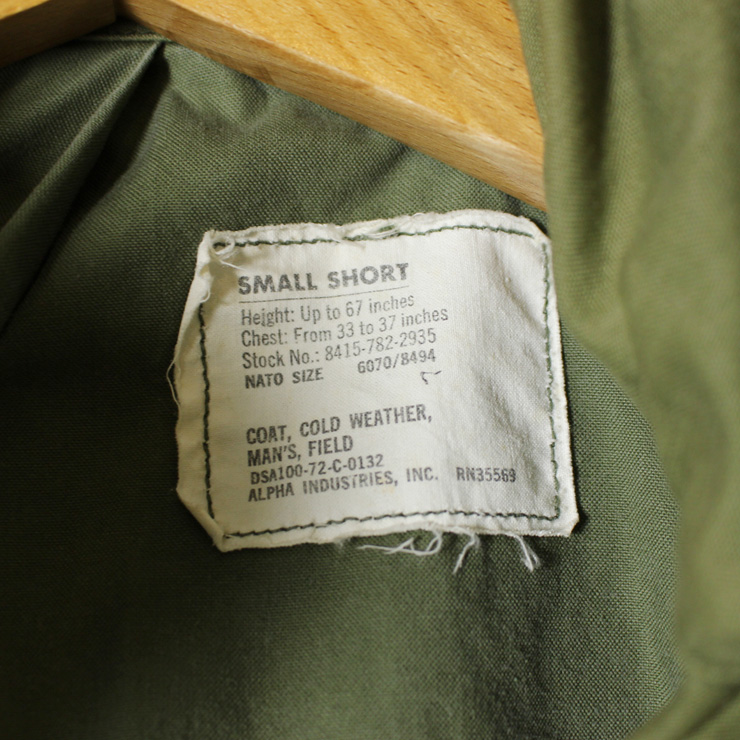 SMALL SHORT
Height: Up to 67 inches
Chest: From 33 to 37 inches
Stock No.: 8415-782-2935
NATO SIZE 6070/8494
COAT, COLD WEATHER,
MAN'S, FIELD
DSA100-72-C-0132
ALPHA INDUSTRIES, INC. RN35569